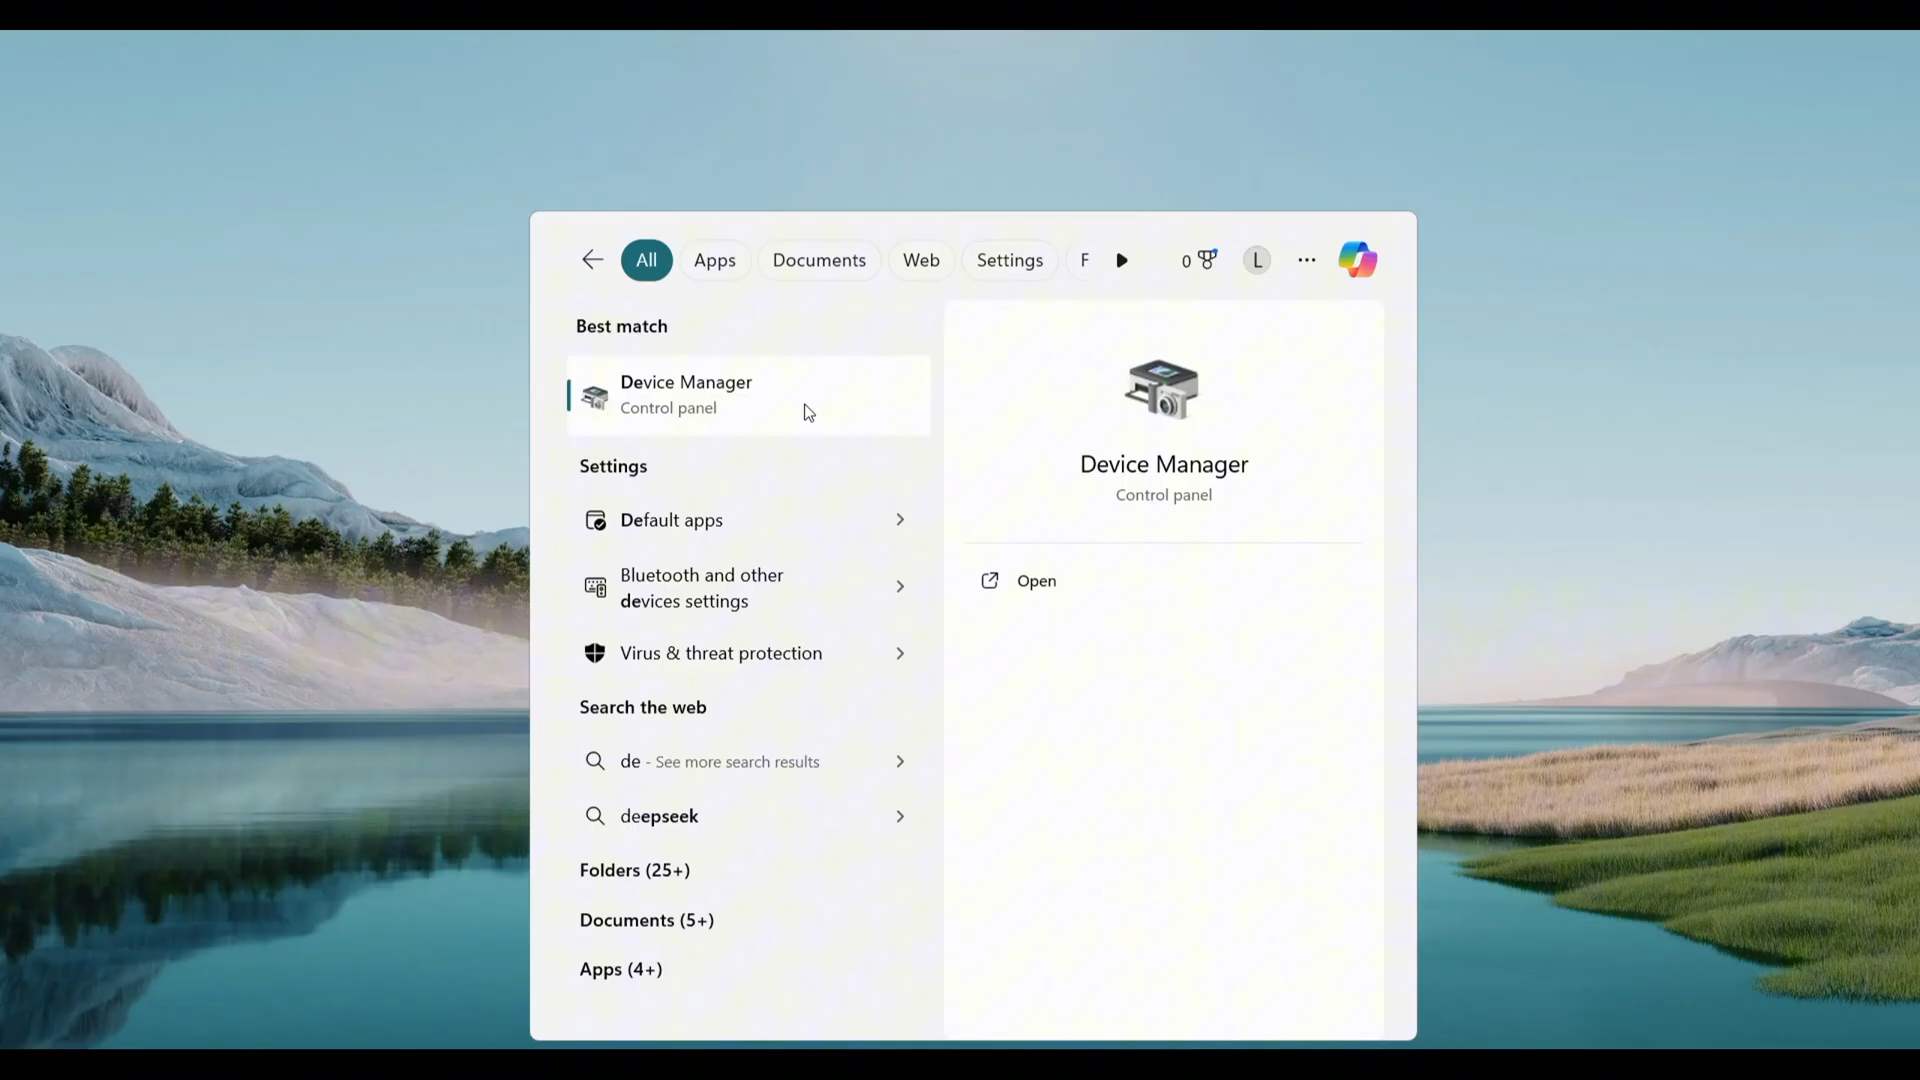 All
Apps
Documents
Web
Settings
F
0
L
Best match
Device Manager
Control panel
Settings
Default apps
Bluetooth and other
devices settings
Virus & threat protection
Search the web
de - See more search results
deepseek
Folders (25+)
Documents (5+)
Apps (4+)
Device Manager
Control panel
Open